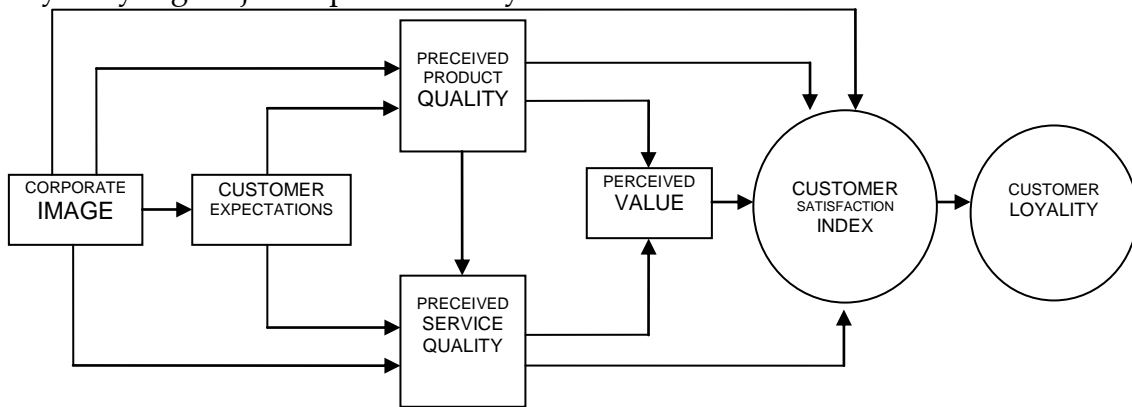 PRECEIVED
PRODUCT
QUALITY
CORPORATE
IMAGE
CUSTOMER
EXPECTATIONS
PERCEIVED
VALUE
CUSTOMER
SATISFACTION
INDEX
CUSTOMER
LOYALITY
PRECEIVED
SERVICE
QUALITY